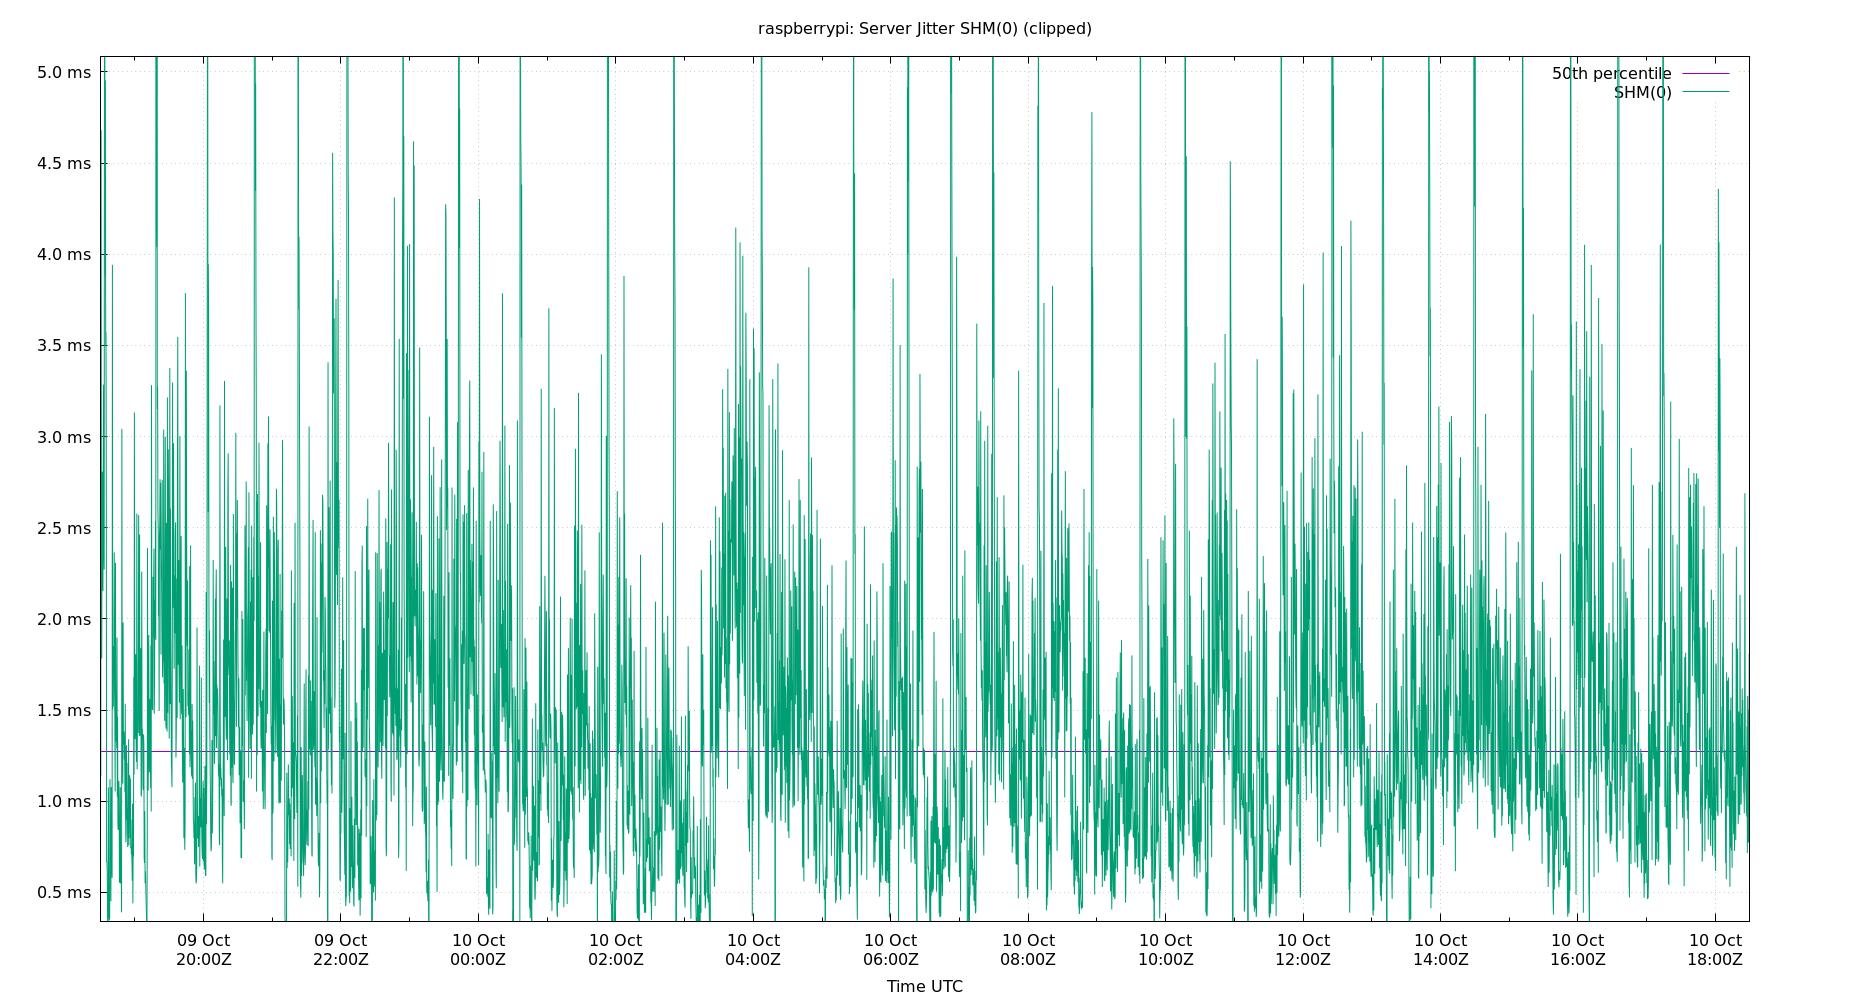 raspberrypi: Server Jitter SHM(0) (clipped)
5.0 ms
4.5 ms
4.0 ms
3.5 ms
3.0 ms
2.5 ms
2.0 ms
1.5 ms
1.0 ms
0.5 ms
50th percentile
SHM(0)
09 Oct 09 Oct 10 Oct 10 Oct 10 Oct 10 Oct 10 Oct 10 Oct 10 Oct 10 Oct 10 Oct 10 Oct
20:00Z 22:00Z 00:00Z 02:00Z 04:00Z 06:00Z 08:00Z 10:00Z 12:00Z 14:00Z 16:00Z 18:00Z
Time UTC